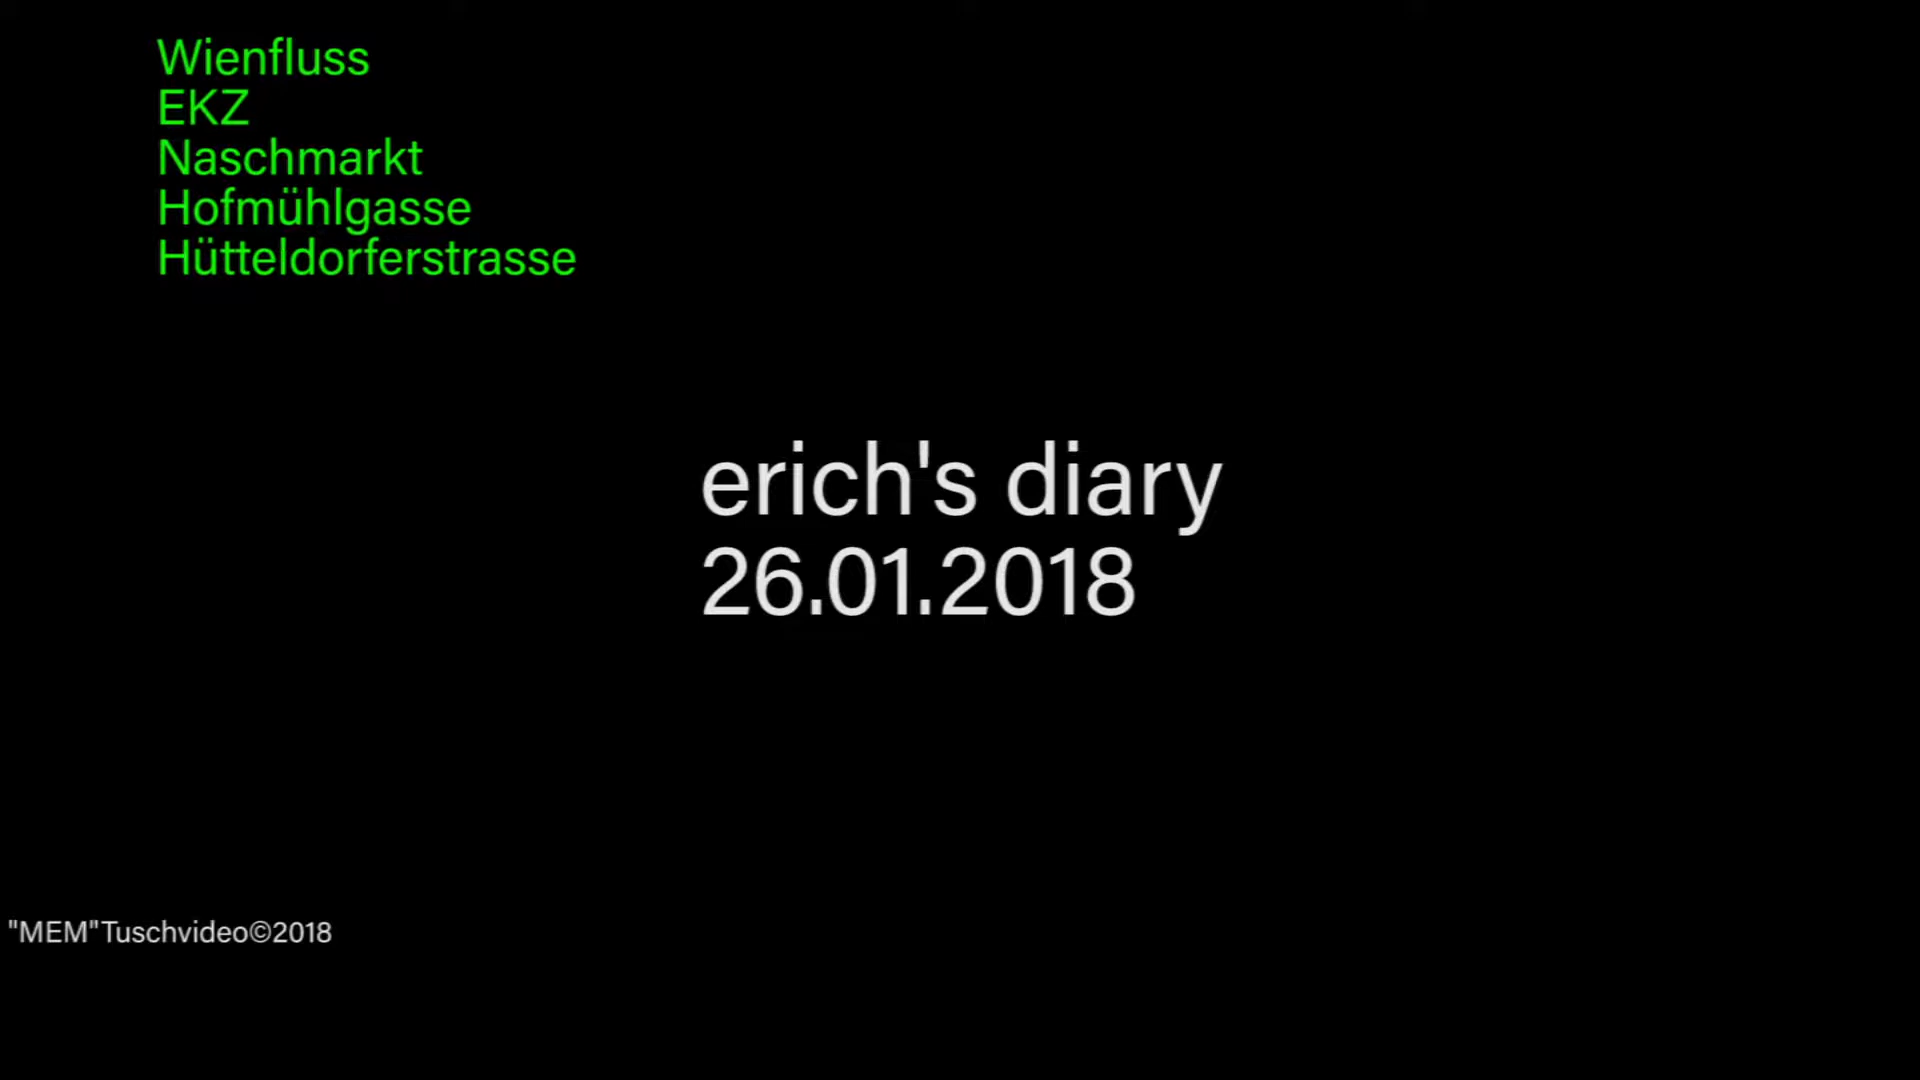 Wienfluss
EKZ
Naschmarkt
Hofmühlgasse
Hütteldorferstrasse
erich's diary
26.01.2018
"MEM"Tuschvideo©2018